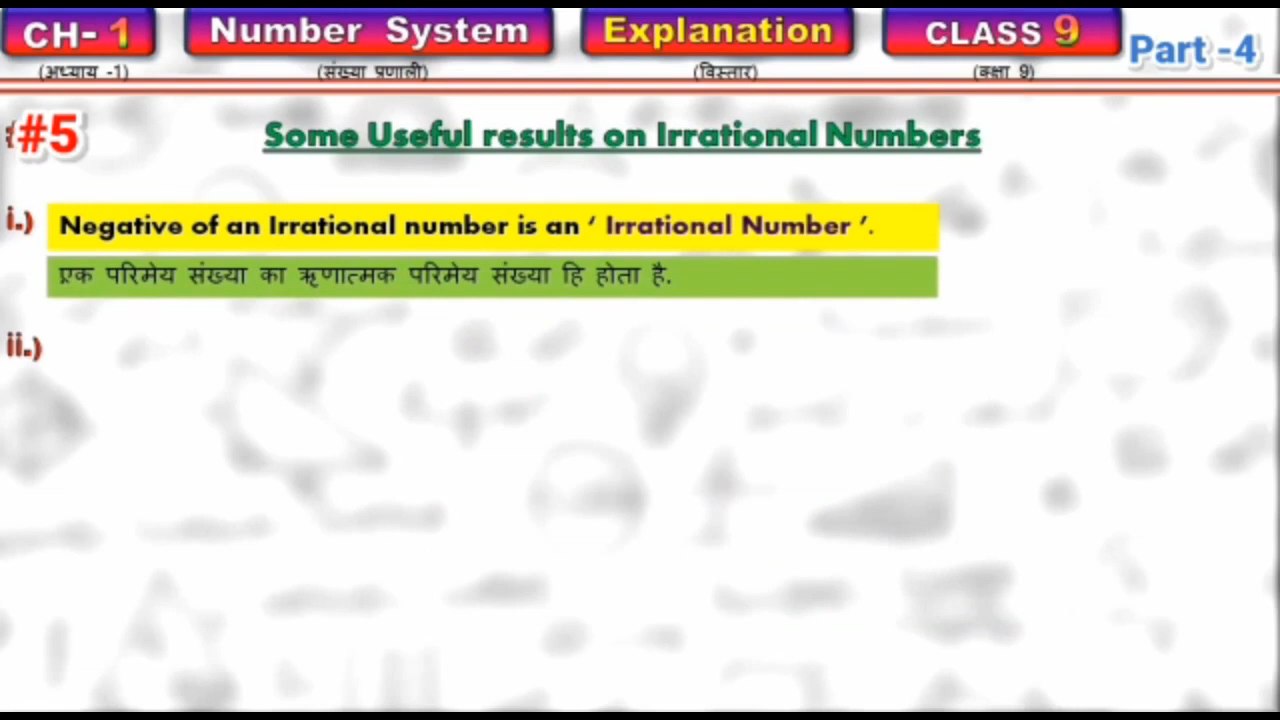 CH- 1 Number System Explanation CLASS 9 Part -4
(अध्याय -1) (संख्या प्रणाली) (विस्तार) (कक्षा 9)
#5 Some Useful results on Irrational Numbers
i.) Negative of an Irrational number is an ‘ Irrational Number ’.
एक परिमेय संख्या का ऋणात्मक परिमेय संख्या हि होता है.
ii.)